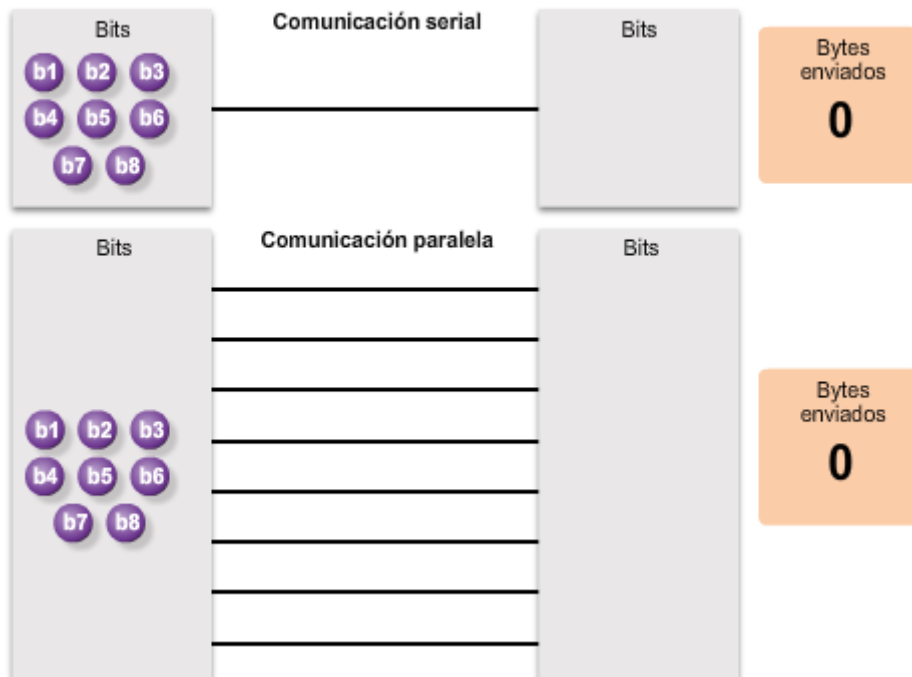 Bits
Comunicación serial
Bits
Bytes
enviados
0
b1 b2 b3
b4 b5 b6
b7 b8
Bits
Comunicación paralela
Bits
Bytes
enviados
0
b1 b2 b3
b4 b5 b6
b7 b8